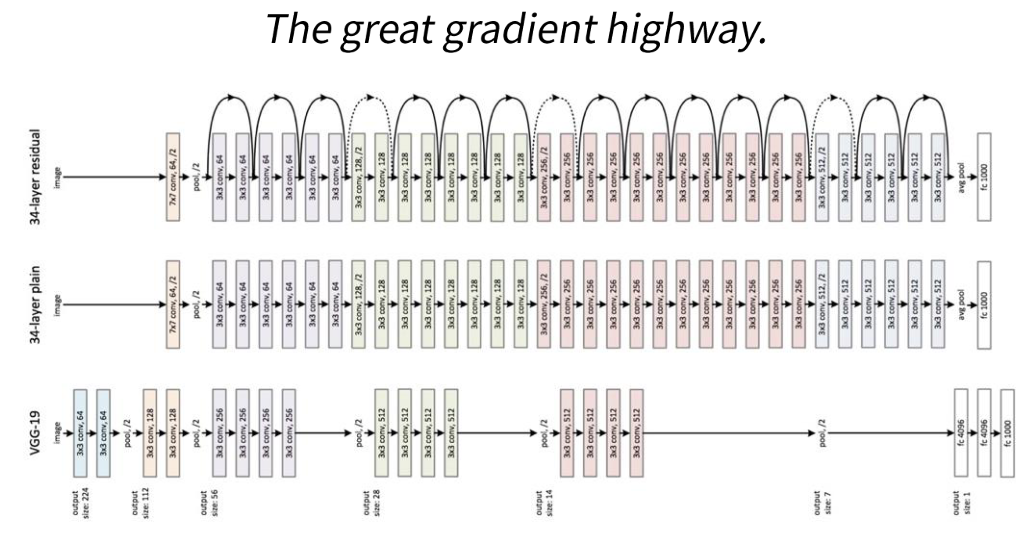 The great gradient highway.
34-layer residual
image
7x7 conv, 64, /2
pool, /2
3x3 conv, 64
3x3 conv, 64
3x3 conv, 64
3x3 conv, 64
3x3 conv, 64
3x3 conv, 64
3x3 conv, 128, /2
3x3 conv, 128
3x3 conv, 128
3x3 conv, 128
3x3 conv, 128
3x3 conv, 128
3x3 conv, 128
3x3 conv, 128
3x3 conv, 256, /2
3x3 conv, 256
3x3 conv, 256
3x3 conv, 256
3x3 conv, 256
3x3 conv, 256
3x3 conv, 256
3x3 conv, 256
3x3 conv, 256
3x3 conv, 256
3x3 conv, 256
3x3 conv, 256
3x3 conv, 512, /2
3x3 conv, 512
3x3 conv, 512
3x3 conv, 512
3x3 conv, 512
3x3 conv, 512
avg pool
fc 1000
34-layer plain
image
7x7 conv, 64, /2
pool, /2
3x3 conv, 64
3x3 conv, 64
3x3 conv, 64
3x3 conv, 64
3x3 conv, 64
3x3 conv, 64
3x3 conv, 128, /2
3x3 conv, 128
3x3 conv, 128
3x3 conv, 128
3x3 conv, 128
3x3 conv, 128
3x3 conv, 128
3x3 conv, 128
3x3 conv, 256, /2
3x3 conv, 256
3x3 conv, 256
3x3 conv, 256
3x3 conv, 256
3x3 conv, 256
3x3 conv, 256
3x3 conv, 256
3x3 conv, 256
3x3 conv, 256
3x3 conv, 256
3x3 conv, 256
3x3 conv, 512, /2
3x3 conv, 512
3x3 conv, 512
3x3 conv, 512
3x3 conv, 512
3x3 conv, 512
avg pool
fc 1000
VGG-19
image
3x3 conv, 64
3x3 conv, 64
pool, /2
3x3 conv, 128
3x3 conv, 128
pool, /2
3x3 conv, 256
3x3 conv, 256
3x3 conv, 256
3x3 conv, 256
pool, /2
3x3 conv, 512
3x3 conv, 512
3x3 conv, 512
3x3 conv, 512
pool, /2
3x3 conv, 512
3x3 conv, 512
3x3 conv, 512
3x3 conv, 512
pool, /2
fc 4096
fc 4096
fc 1000
output
size: 224
output
size: 112
output
size: 56
output
size: 28
output
size: 14
output
size: 7
output
size: 1